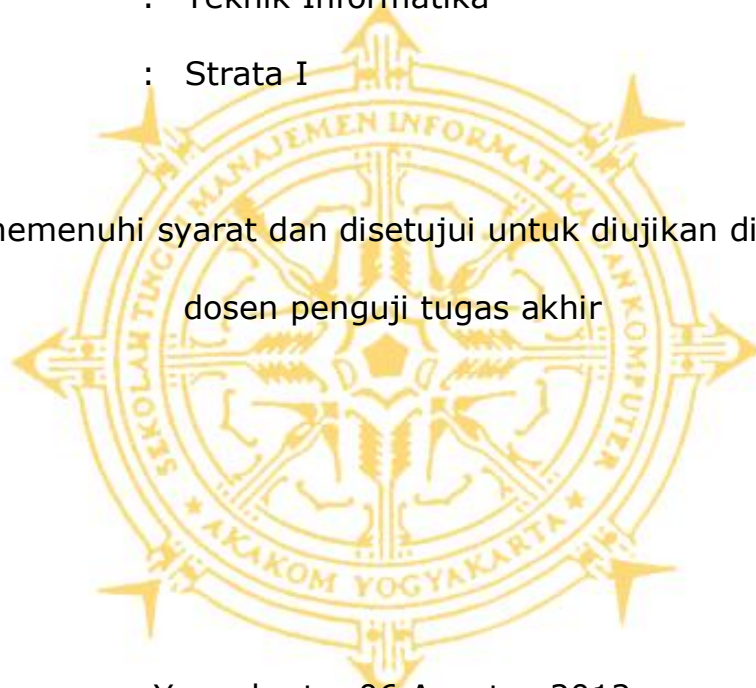 : Teknik Informatika
: Strata I
memenuhi syarat dan disetujui untuk diujikan di
dosen penguji tugas akhir
SEKOLAH TINGGI MANAJEMEN INFORMATIKA DAN KOMPUTER
★ AKAKOM YOGYAKARTA ★